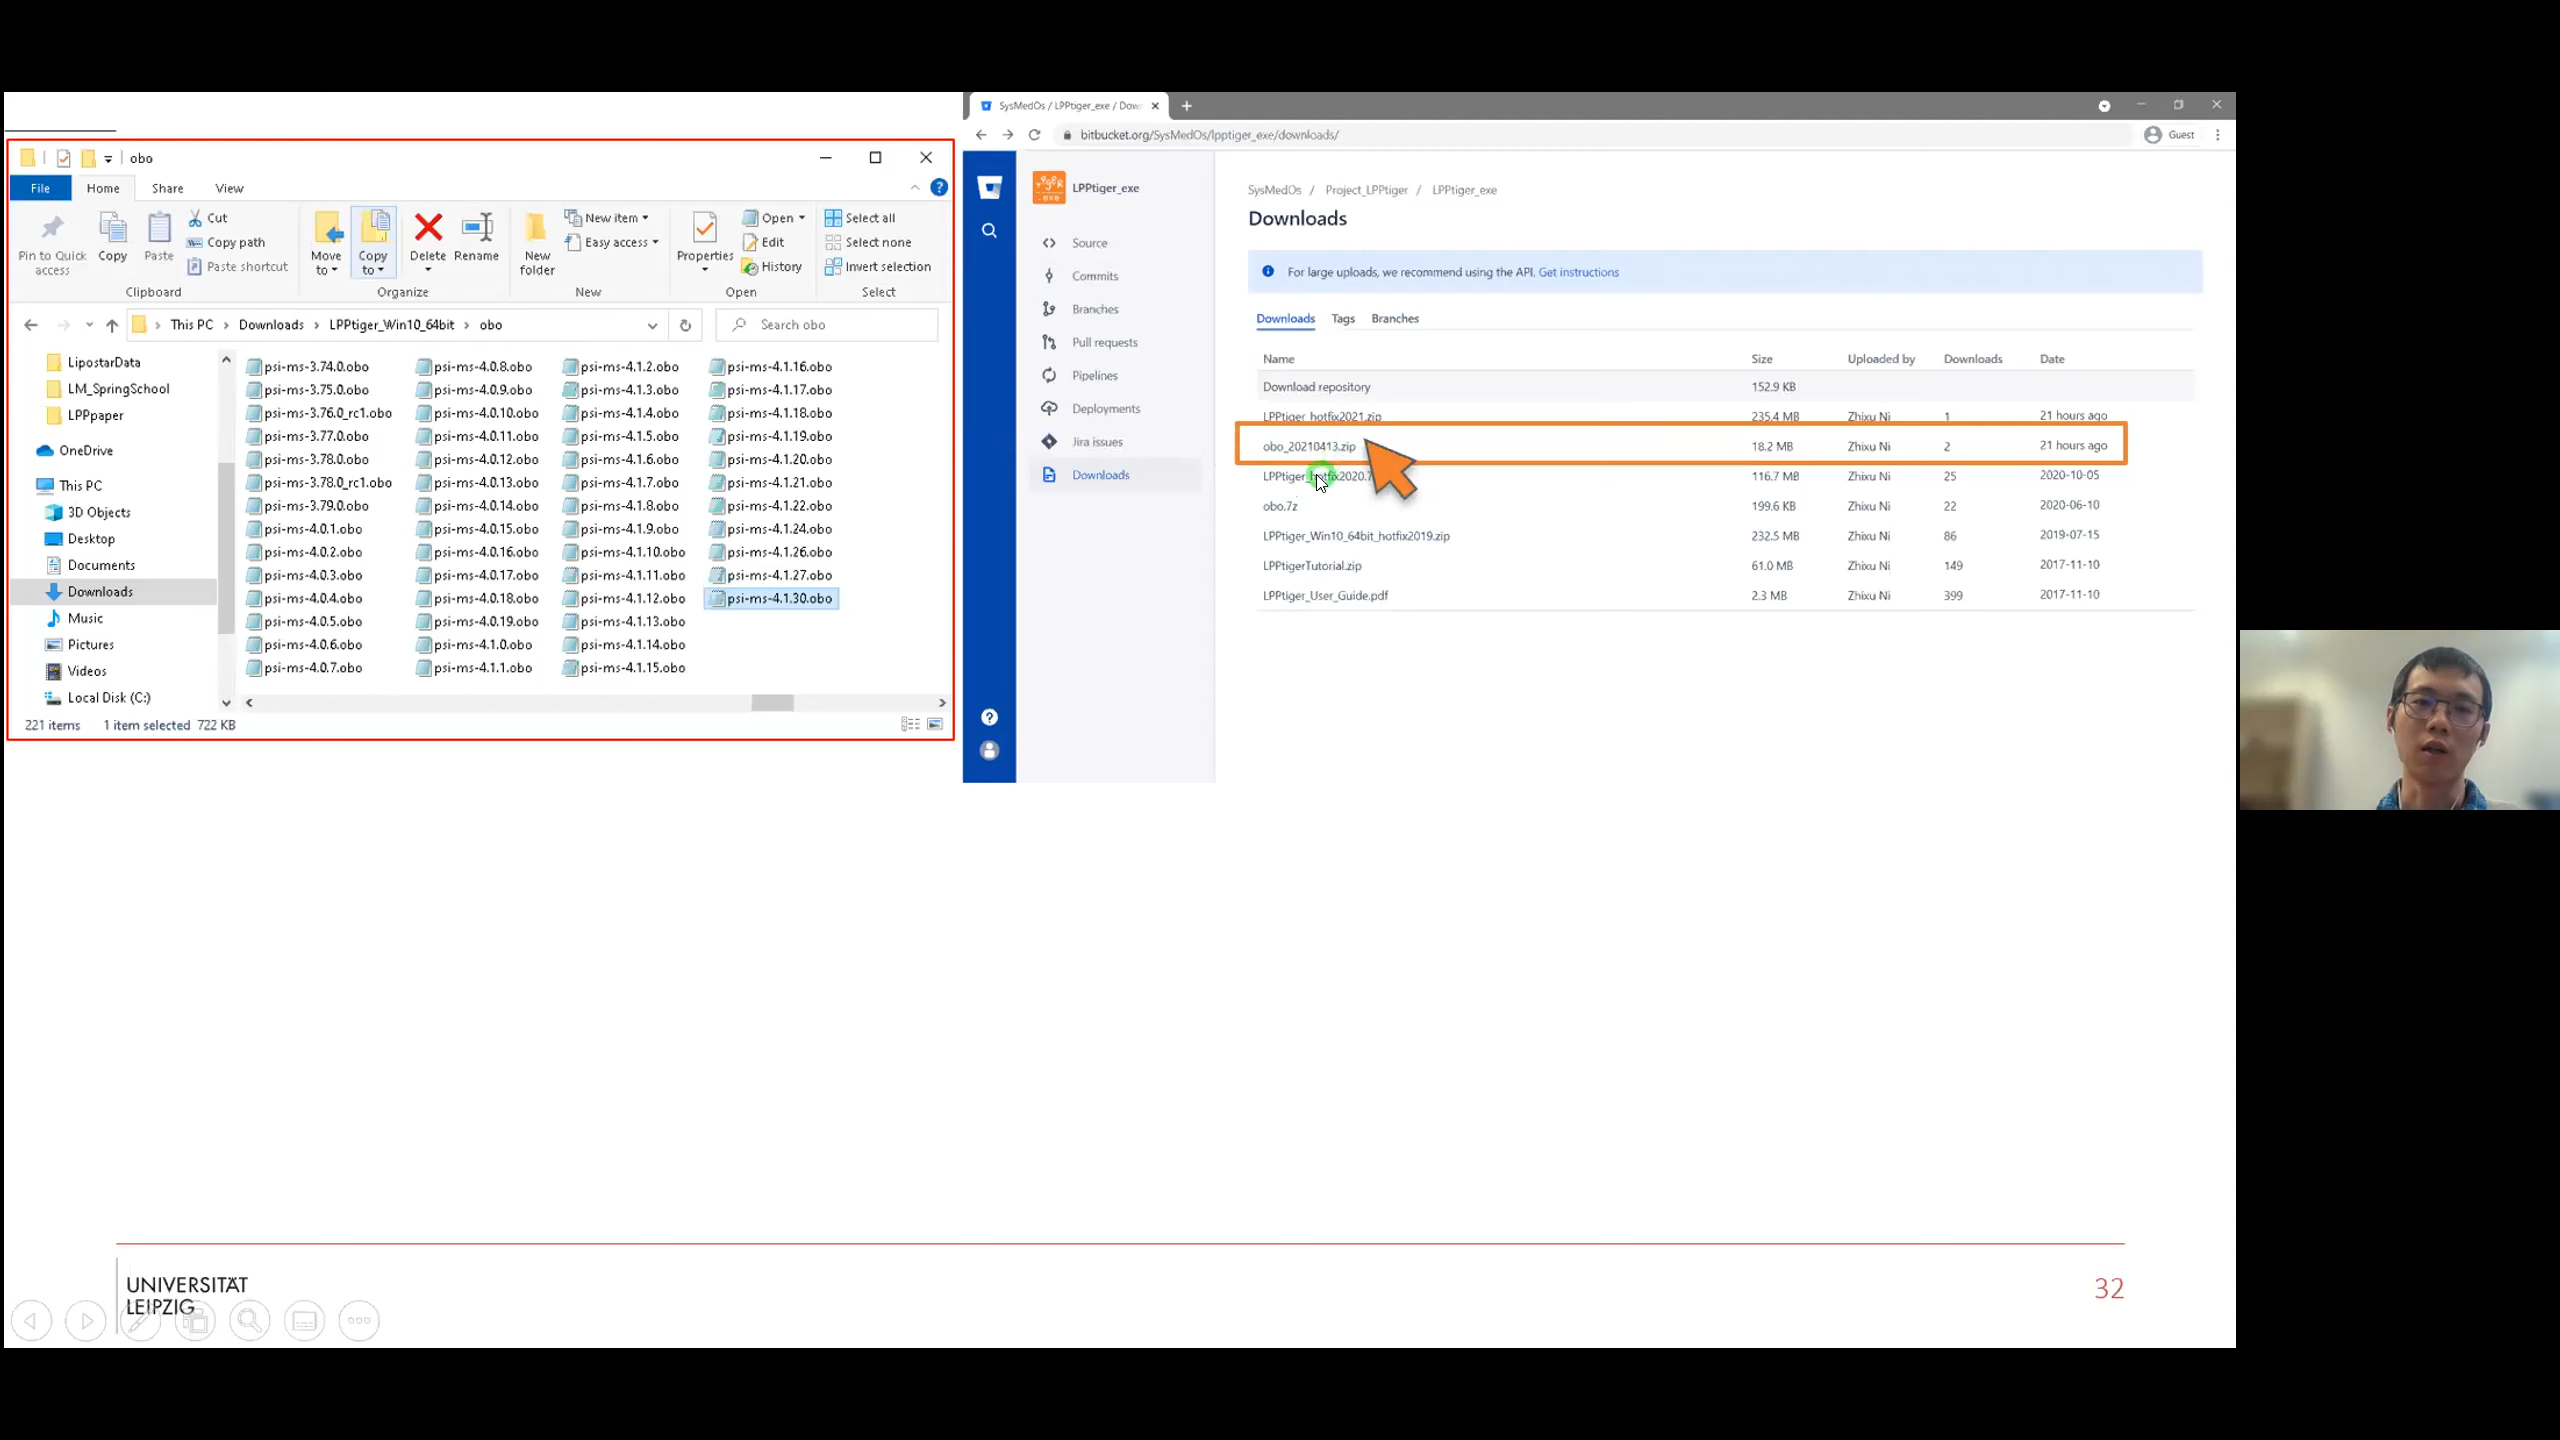 obo
File Home Share View
Pin to Quick access
Copy
Paste
Cut
Copy path
Paste shortcut
Clipboard
Move to
Copy to
Delete
Rename
Organize
New folder
New item
Easy access
New
Properties
Open
Edit
History
Open
Select all
Select none
Invert selection
Select
This PC > Downloads > LPPtiger_Win10_64bit > obo
Search obo
LipostarData
LM_SpringSchool
LPPpaper
OneDrive
This PC
3D Objects
Desktop
Documents
Downloads
Music
Pictures
Videos
Local Disk (C:)
psi-ms-3.74.0.obo psi-ms-4.0.8.obo psi-ms-4.1.2.obo psi-ms-4.1.16.obo
psi-ms-3.75.0.obo psi-ms-4.0.9.obo psi-ms-4.1.3.obo psi-ms-4.1.17.obo
psi-ms-3.76.0_rc1.obo psi-ms-4.0.10.obo psi-ms-4.1.4.obo psi-ms-4.1.18.obo
psi-ms-3.77.0.obo psi-ms-4.0.11.obo psi-ms-4.1.5.obo psi-ms-4.1.19.obo
psi-ms-3.78.0.obo psi-ms-4.0.12.obo psi-ms-4.1.6.obo psi-ms-4.1.20.obo
psi-ms-3.78.0_rc1.obo psi-ms-4.0.13.obo psi-ms-4.1.7.obo psi-ms-4.1.21.obo
psi-ms-3.79.0.obo psi-ms-4.0.14.obo psi-ms-4.1.8.obo psi-ms-4.1.22.obo
psi-ms-4.0.1.obo psi-ms-4.0.15.obo psi-ms-4.1.9.obo psi-ms-4.1.24.obo
psi-ms-4.0.2.obo psi-ms-4.0.16.obo psi-ms-4.1.10.obo psi-ms-4.1.26.obo
psi-ms-4.0.3.obo psi-ms-4.0.17.obo psi-ms-4.1.11.obo psi-ms-4.1.27.obo
psi-ms-4.0.4.obo psi-ms-4.0.18.obo psi-ms-4.1.12.obo psi-ms-4.1.30.obo
psi-ms-4.0.5.obo psi-ms-4.0.19.obo psi-ms-4.1.13.obo
psi-ms-4.0.6.obo psi-ms-4.1.0.obo psi-ms-4.1.14.obo
psi-ms-4.0.7.obo psi-ms-4.1.1.obo psi-ms-4.1.15.obo
221 items 1 item selected 722 KB
SysMedOs / LPPtiger_exe / Dow
bitbucket.org/SysMedOs/lpptiger_exe/downloads/
Guest
LPPtiger_exe
Source
Commits
Branches
Pull requests
Pipelines
Deployments
Jira issues
Downloads
SysMedOs / Project_LPPtiger / LPPtiger_exe
Downloads
For large uploads, we recommend using the API. Get instructions
Downloads Tags Branches
Name Size Uploaded by Downloads Date
Download repository 152.9 KB
LPPtiger_hotfix2021.zip 235.4 MB Zhixu Ni 1 21 hours ago
obo_20210413.zip 18.2 MB Zhixu Ni 2 21 hours ago
LPPtiger_hotfix2020.7 116.7 MB Zhixu Ni 25 2020-10-05
obo.7z 199.6 KB Zhixu Ni 22 2020-06-10
LPPtiger_Win10_64bit_hotfix2019.zip 232.5 MB Zhixu Ni 86 2019-07-15
LPPtigerTutorial.zip 61.0 MB Zhixu Ni 149 2017-11-10
LPPtiger_User_Guide.pdf 2.3 MB Zhixu Ni 399 2017-11-10
UNIVERSITÄT
LEIPZIG
32